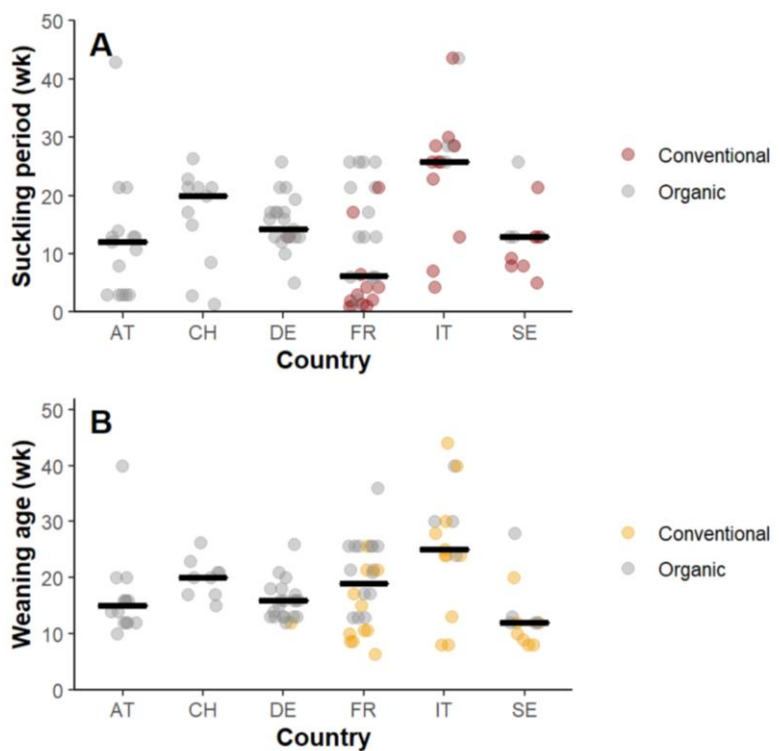 A
Suckling period (wk)
50
40
30
20
10
0
AT CH DE FR IT SE
Country
Conventional
Organic
B
Weaning age (wk)
50
40
30
20
10
0
AT CH DE FR IT SE
Country
Conventional
Organic